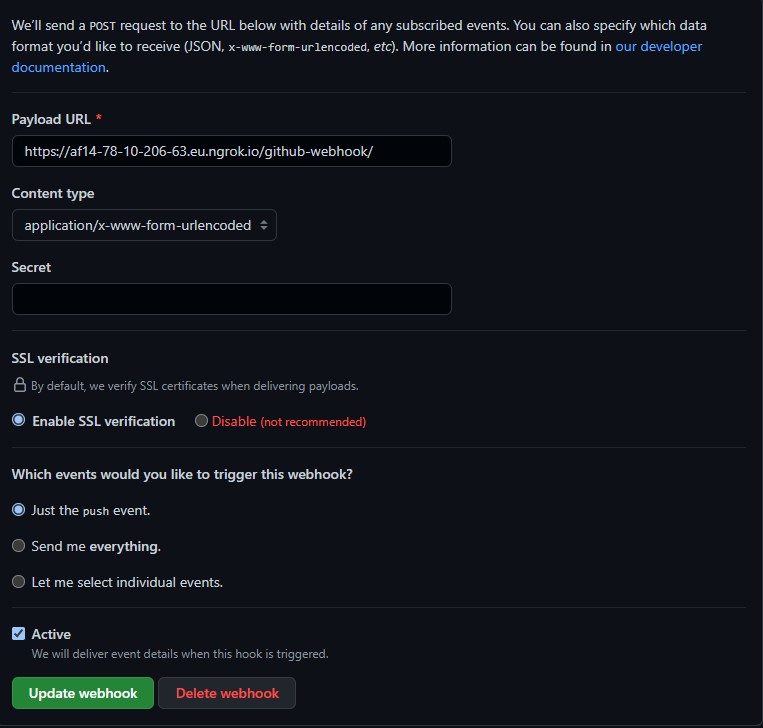 We'll send a POST request to the URL below with details of any subscribed events. You can also specify which data
format you'd like to receive (JSON, x-www-form-urlencoded, etc). More information can be found in our developer
documentation.
Payload URL *
https://af14-78-10-206-63.eu.ngrok.io/github-webhook/
Content type
application/x-www-form-urlencoded
Secret
SSL verification
By default, we verify SSL certificates when delivering payloads.
Enable SSL verification Disable (not recommended)
Which events would you like to trigger this webhook?
Just the push event.
Send me everything.
Let me select individual events.
Active
We will deliver event details when this hook is triggered.
Update webhook Delete webhook